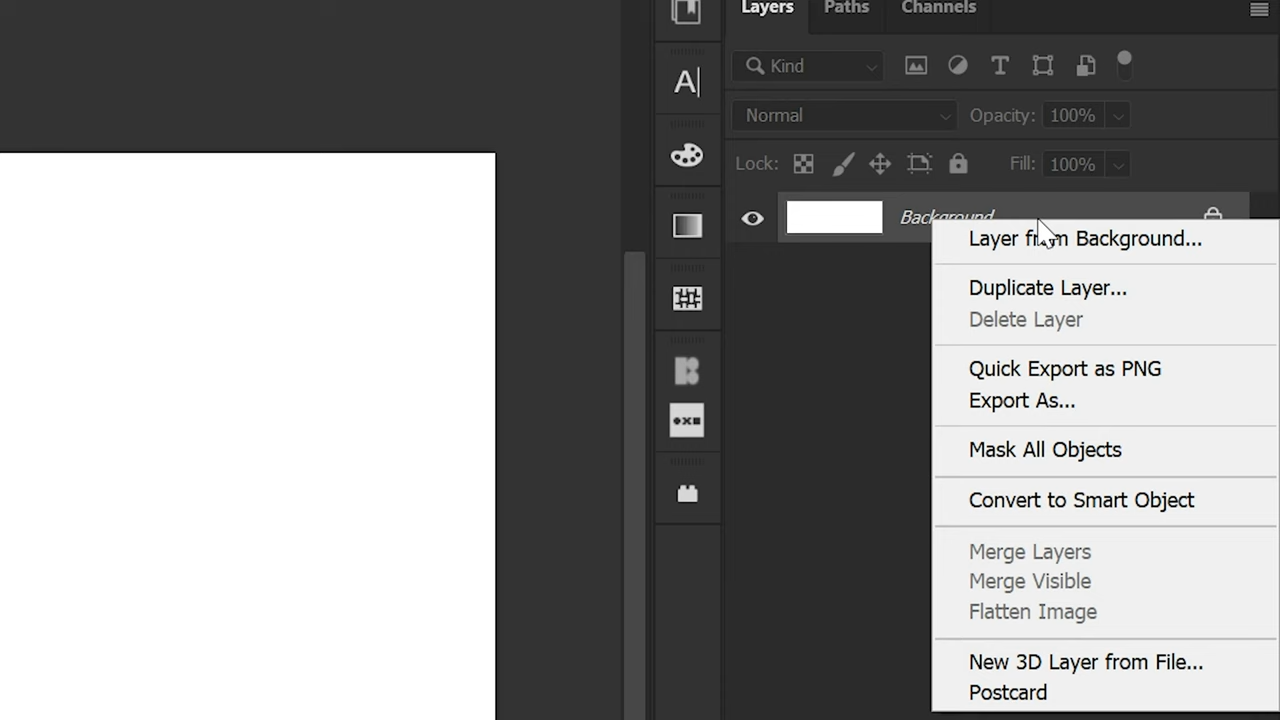 Layers Paths Channels
Kind
Normal Opacity: 100%
Lock: Fill: 100%
Background
Layer from Background...
Duplicate Layer...
Delete Layer
Quick Export as PNG
Export As...
Mask All Objects
Convert to Smart Object
Merge Layers
Merge Visible
Flatten Image
New 3D Layer from File...
Postcard